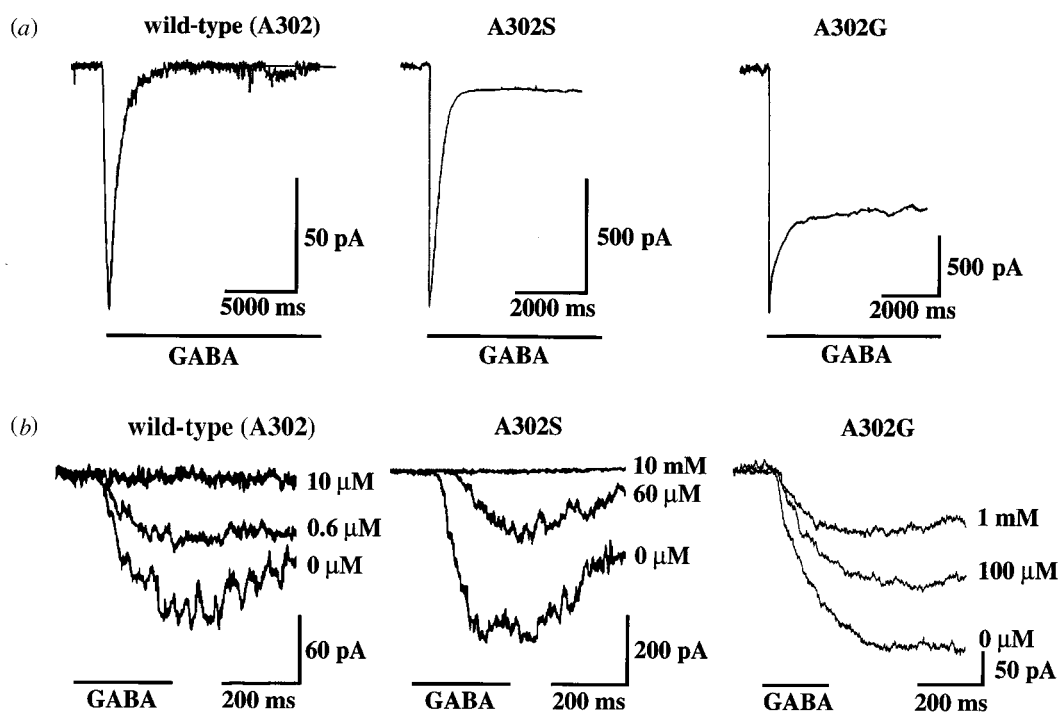 (a) wild-type (A302) A302S A302G
50 pA 500 pA 500 pA
5000 ms 2000 ms 2000 ms
GABA GABA GABA
(b) wild-type (A302) A302S A302G
10 μM 10 mM
0.6 μM 60 μM 1 mM
0 μM 0 μM 100 μM
0 μM
60 pA 200 pA 50 pA
GABA 200 ms GABA 200 ms GABA 200 ms